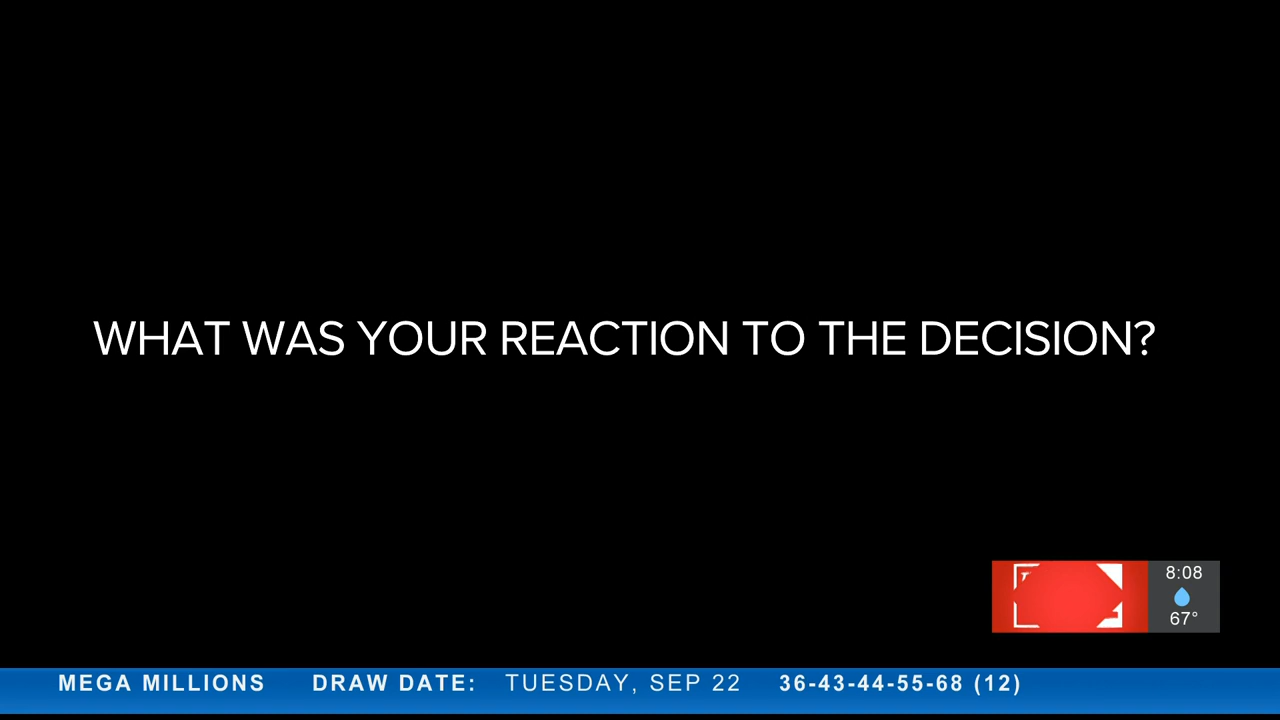 WHAT WAS YOUR REACTION TO THE DECISION?
8:08
67°
MEGA MILLIONS DRAW DATE: TUESDAY, SEP 22 36-43-44-55-68 (12)